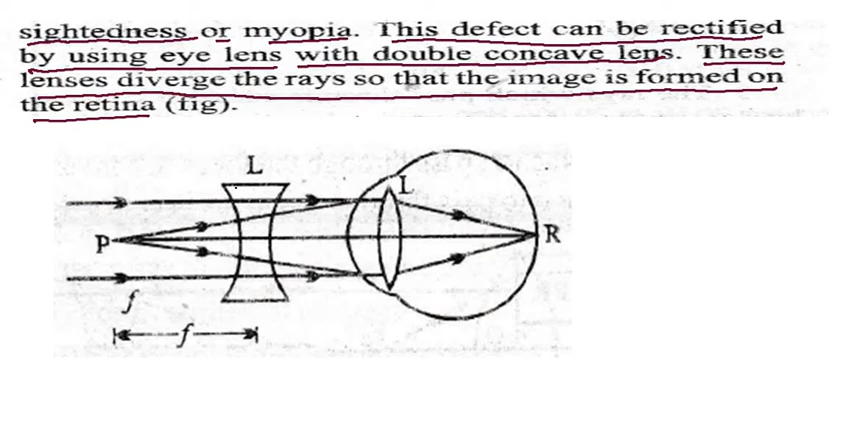 sightedness or myopia. This defect can be rectified
by using eye lens with double concave lens. These
lenses diverge the rays so that the image is formed on
the retina (fig).
L
L
P
R
f
f